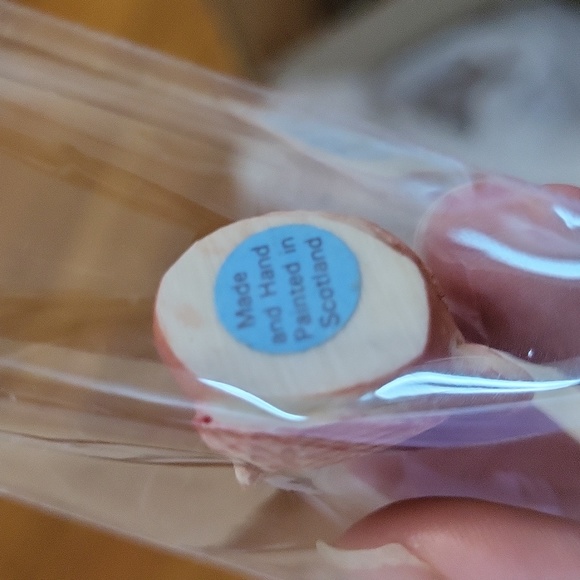 Made
and Hand
Painted in
Scotland